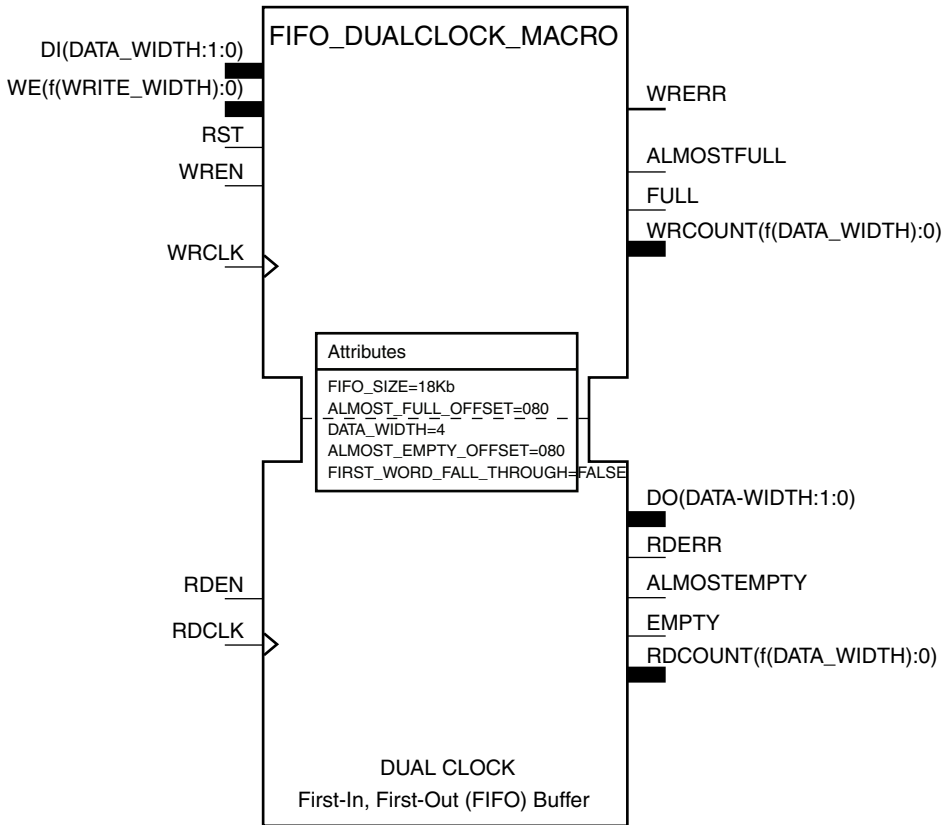 FIFO_DUALCLOCK_MACRO
DI(DATA_WIDTH:1:0)
WE(f(WRITE_WIDTH):0)
RST
WREN
WRCLK
WRERR
ALMOSTFULL
FULL
WRCOUNT(f(DATA_WIDTH):0)
Attributes
FIFO_SIZE=18Kb
ALMOST_FULL_OFFSET=080
DATA_WIDTH=4
ALMOST_EMPTY_OFFSET=080
FIRST_WORD_FALL_THROUGH=FALSE
RDEN
RDCLK
DO(DATA-WIDTH:1:0)
RDERR
ALMOSTEMPTY
EMPTY
RDCOUNT(f(DATA_WIDTH):0)
DUAL CLOCK
First-In, First-Out (FIFO) Buffer